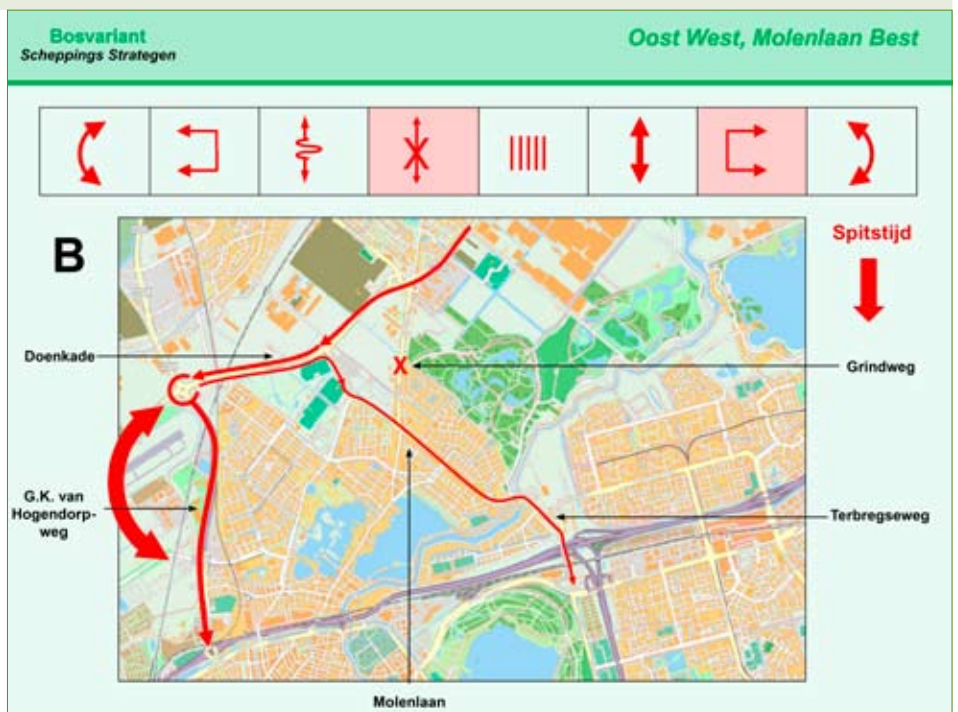 Bosvariant
Scheppings Strategen
Oost West, Molenlaan Best
X
B
Spitstijd
Doenkade
X
Grindweg
G.K. van
Hogendorp-
weg
Terbregseweg
Molenlaan